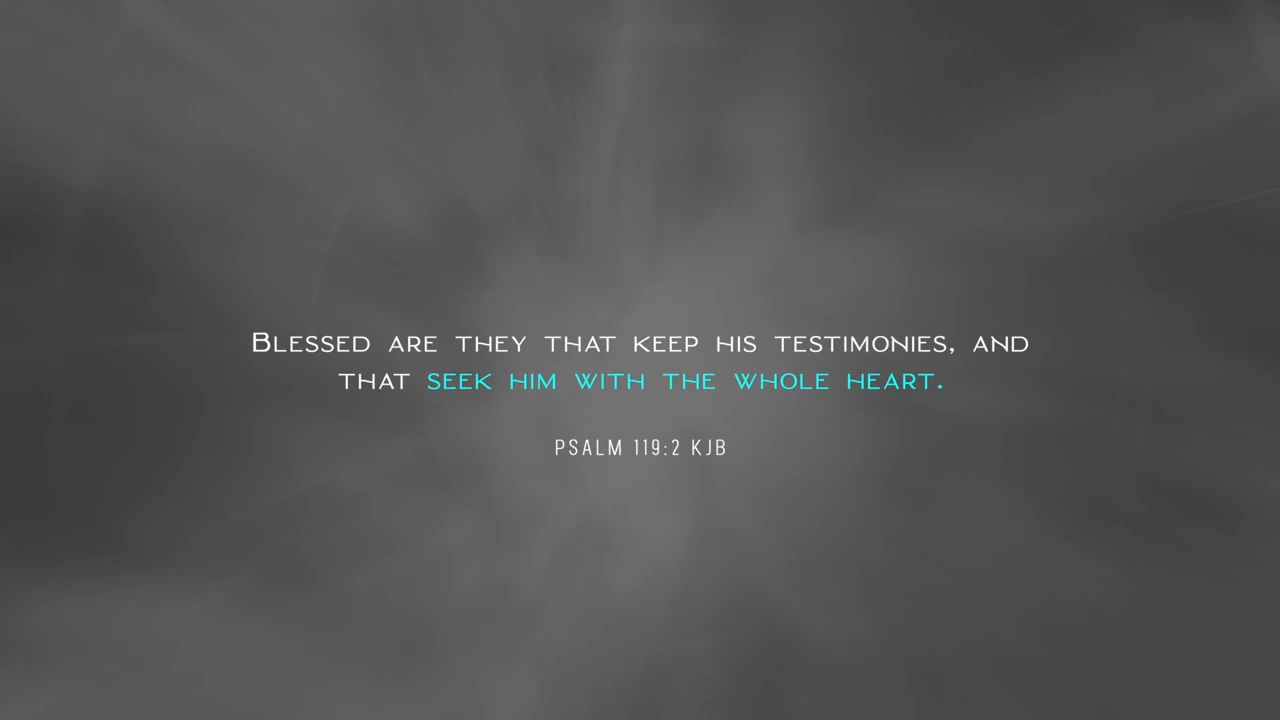 Blessed are they that keep his testimonies, and
that seek him with the whole heart.
PSALM 119:2 KJB